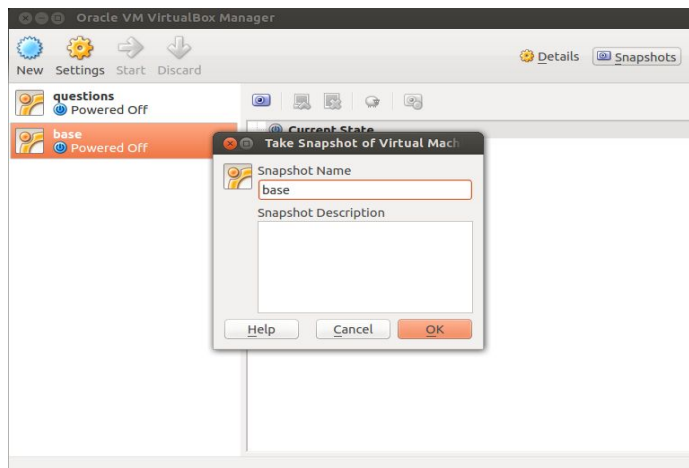 Oracle VM VirtualBox Manager
New Settings Start Discard
Details Snapshots
questions
Powered Off
base
Powered Off
Current State
Take Snapshot of Virtual Mach
Snapshot Name
base
Snapshot Description
Help Cancel OK